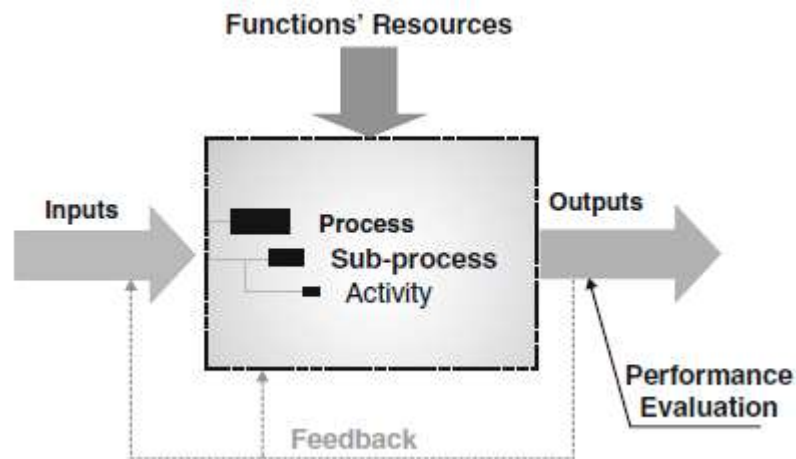 Functions' Resources
Inputs
Outputs
Process
Sub-process
Activity
Performance
Evaluation
Feedback